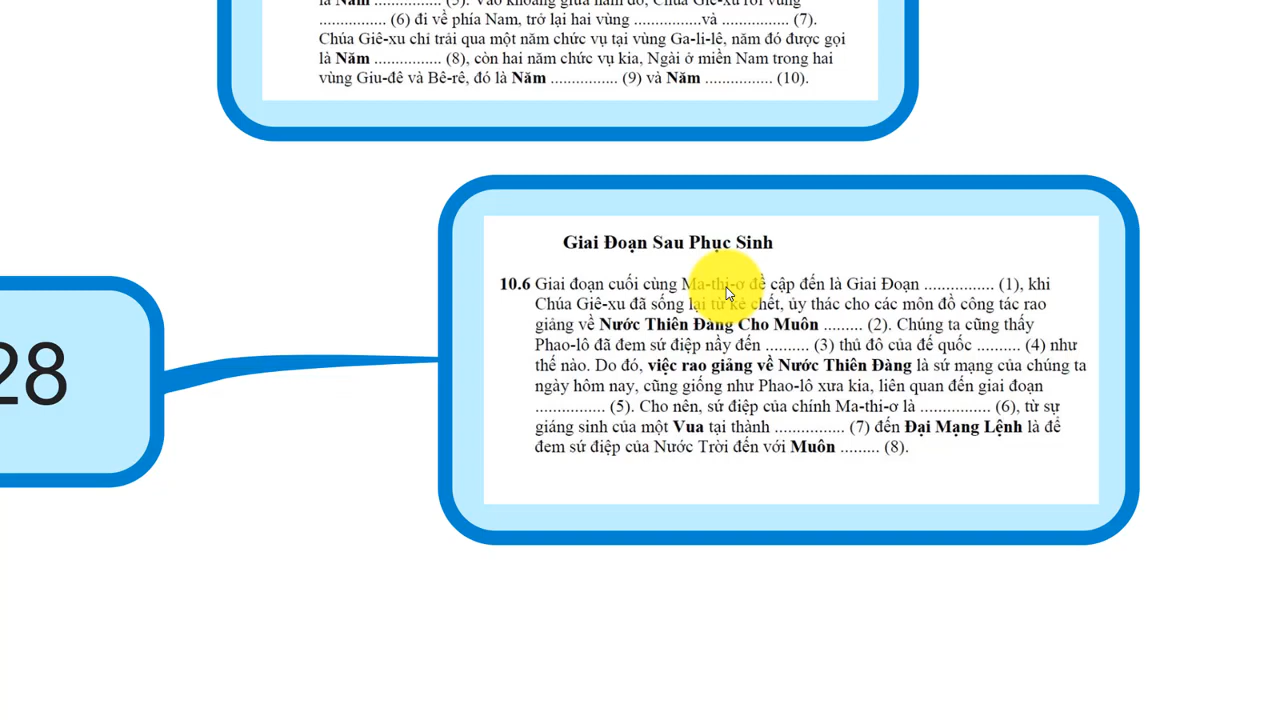 là Năm ................ (5). Vào khoảng giữa năm đó, Chúa Giê-xu rời vùng
................ (6) đi về phía Nam, trở lại hai vùng ................và ................ (7).
Chúa Giê-xu chỉ trải qua một năm chức vụ tại vùng Ga-li-lê, năm đó được gọi
là Năm ................ (8), còn hai năm chức vụ kia, Ngài ở miền Nam trong hai
vùng Giu-đê và Bê-rê, đó là Năm ................ (9) và Năm ................ (10).
28
Giai Đoạn Sau Phục Sinh
10.6 Giai đoạn cuối cùng Ma-thi-ơ đề cập đến là Giai Đoạn ................ (1), khi
Chúa Giê-xu đã sống lại từ kẻ chết, ủy thác cho các môn đồ công tác rao
giảng về Nước Thiên Đàng Cho Muôn ......... (2). Chúng ta cũng thấy
Phao-lô đã đem sứ điệp nầy đến .......... (3) thủ đô của đế quốc .......... (4) như
thế nào. Do đó, việc rao giảng về Nước Thiên Đàng là sứ mạng của chúng ta
ngày hôm nay, cũng giống như Phao-lô xưa kia, liên quan đến giai đoạn
................ (5). Cho nên, sứ điệp của chính Ma-thi-ơ là ................ (6), từ sự
giáng sinh của một Vua tại thành ................ (7) đến Đại Mạng Lệnh là để
đem sứ điệp của Nước Trời đến với Muôn ......... (8).